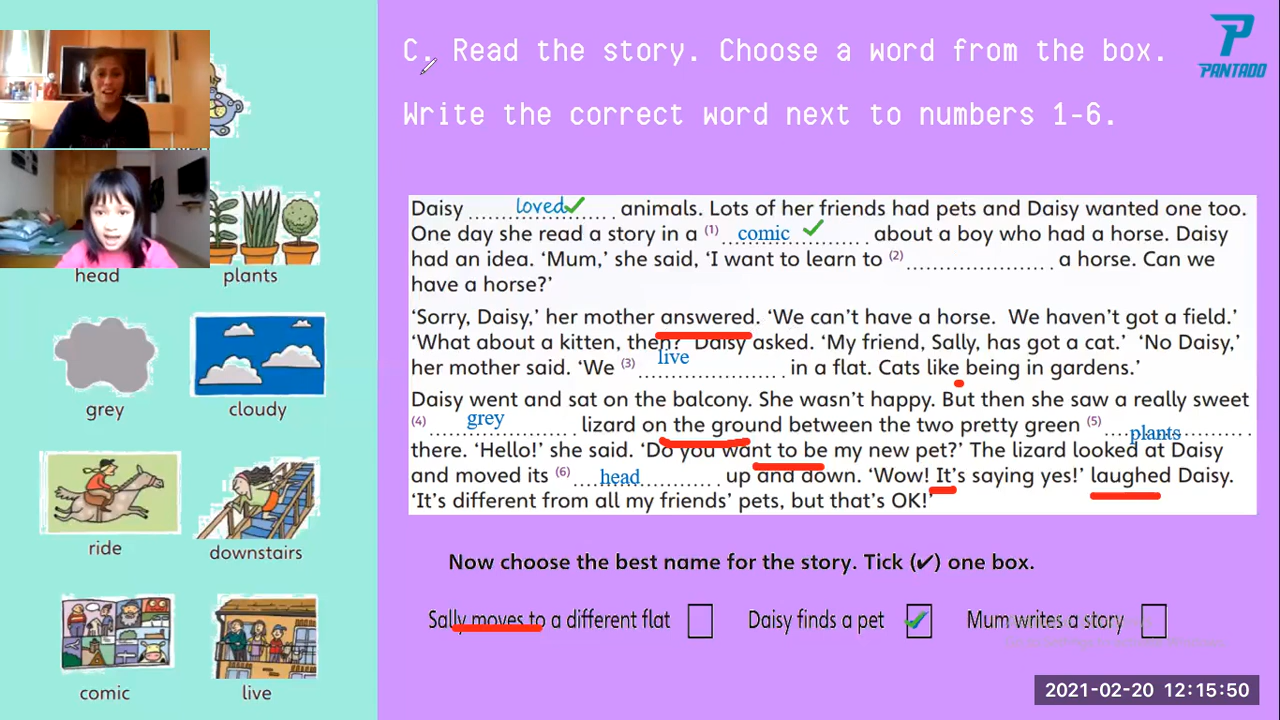 C. Read the story. Choose a word from the box.
Write the correct word next to numbers 1-6.
PANTADO
head
plants
grey
cloudy
ride
downstairs
comic
live
Daisy ......loved...... animals. Lots of her friends had pets and Daisy wanted one too.
One day she read a story in a (1) ......comic...... about a boy who had a horse. Daisy
had an idea. ‘Mum,’ she said, ‘I want to learn to (2) .......................... a horse. Can we
have a horse?’
‘Sorry, Daisy,’ her mother answered. ‘We can’t have a horse. We haven’t got a field.’
‘What about a kitten, then?’ Daisy asked. ‘My friend, Sally, has got a cat.’ ‘No Daisy,’
her mother said. ‘We (3) ......live...... in a flat. Cats like being in gardens.’
Daisy went and sat on the balcony. She wasn’t happy. But then she saw a really sweet
(4) ......grey...... lizard on the ground between the two pretty green (5) ......plants......
there. ‘Hello!’ she said. ‘Do you want to be my new pet?’ The lizard looked at Daisy
and moved its (6) ......head...... up and down. ‘Wow! It’s saying yes!’ laughed Daisy.
‘It’s different from all my friends’ pets, but that’s OK!’
Now choose the best name for the story. Tick (✔) one box.
Sally moves to a different flat Daisy finds a pet ✔ Mum writes a story
2021-02-20 12:15:50